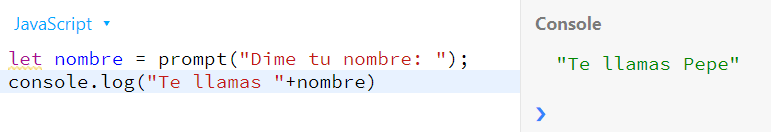 JavaScript
let nombre = prompt("Dime tu nombre: ");
console.log("Te llamas "+nombre)
Console
"Te llamas Pepe"